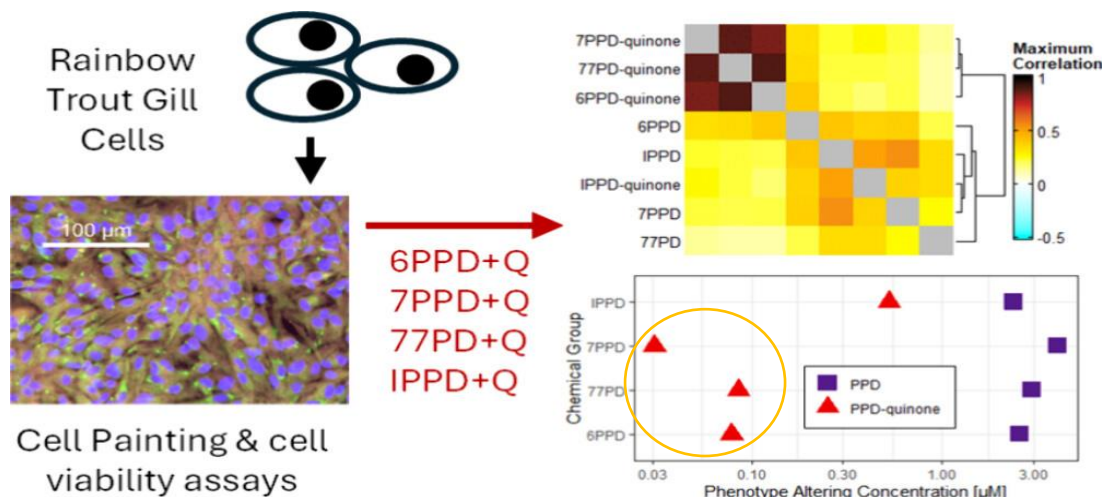 Rainbow
Trout Gill
Cells
100 µm
Cell Painting & cell
viability assays
6PPD+Q
7PPD+Q
77PD+Q
IPPD+Q
7PPD-quinone
77PD-quinone
6PPD-quinone
6PPD
IPPD
IPPD-quinone
7PPD
77PD
Maximum
Correlation
1
0.5
0
-0.5
Chemical Group
IPPD
7PPD
77PD
6PPD
PPD
PPD-quinone
0.03 0.10 0.30 1.00 3.00
Phenotype Altering Concentration [µM]